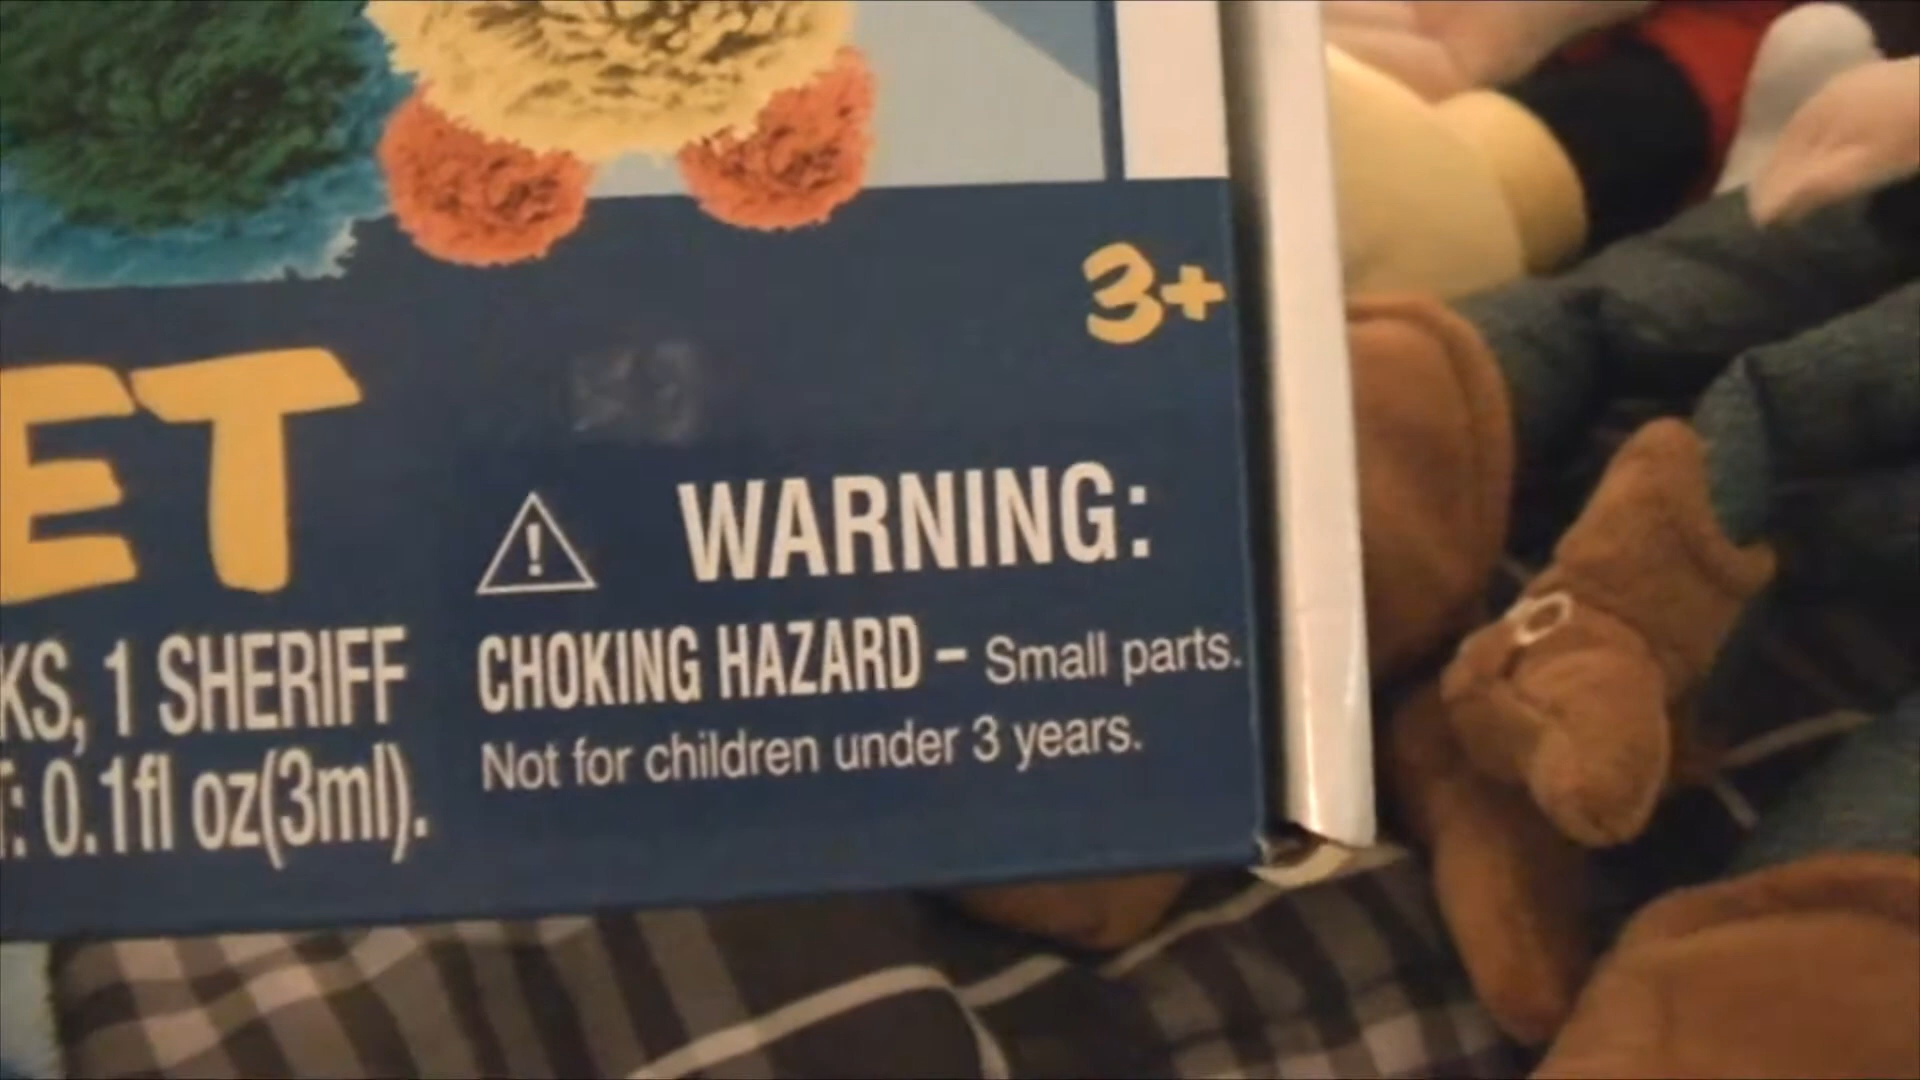 3+
ET
WARNING:
KS, 1 SHERIFF
CHOKING HAZARD – Small parts.
: 0.1fl oz(3ml).
Not for children under 3 years.